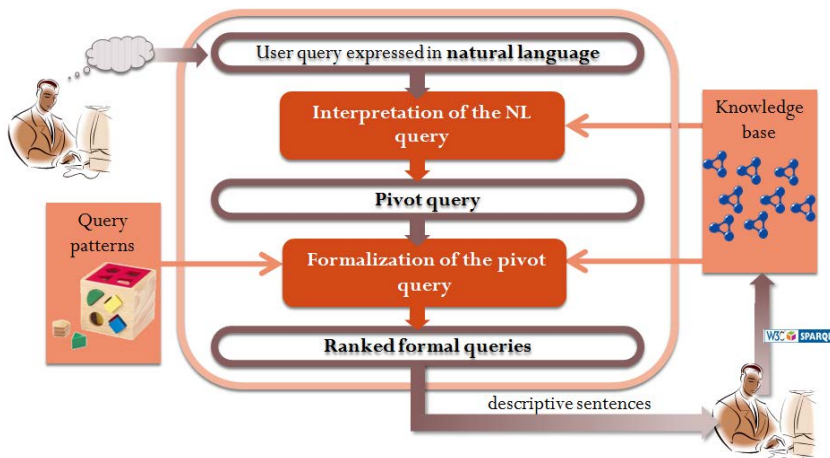 User query expressed in natural language
Interpretation of the NL
query
Knowledge
base
Pivot query
Query
patterns
Formalization of the pivot
query
Ranked formal queries
W3C SPARQL
descriptive sentences